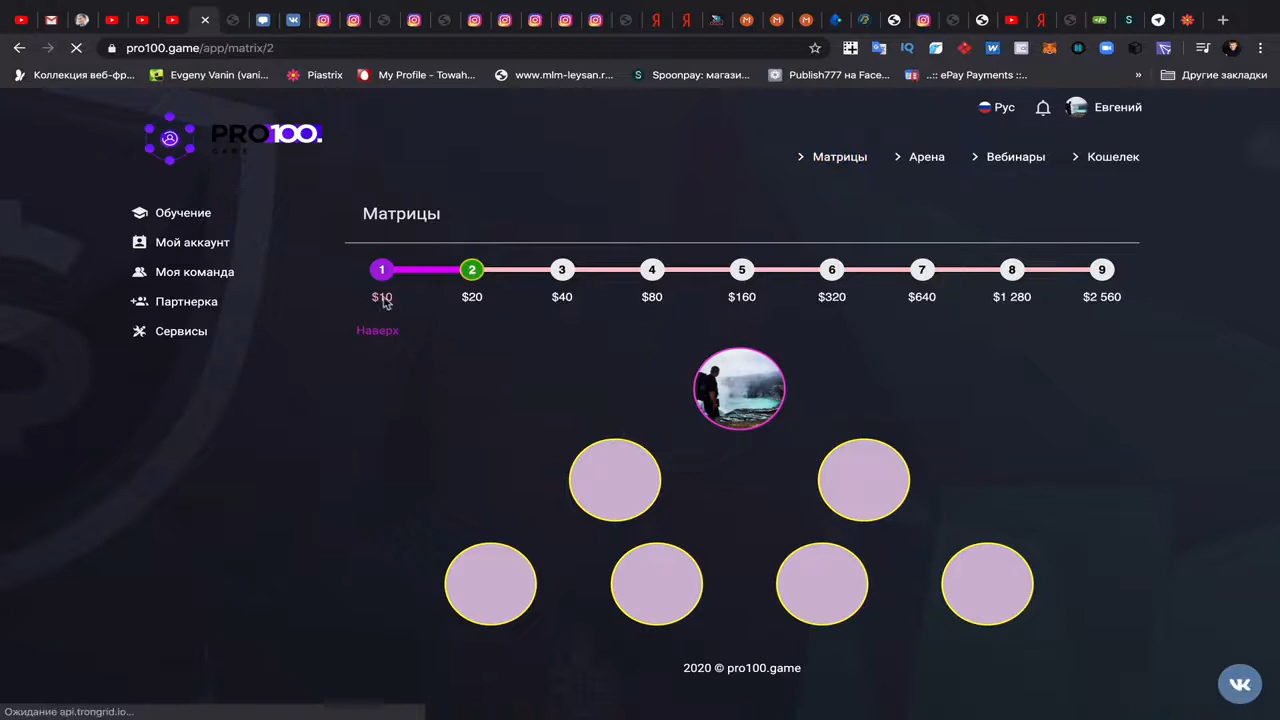 pro100.game/app/matrix/2
Коллекция веб-фр...
Evgeny Vanin (vani...
Piastrix
My Profile - Towah...
www.mlm-leysan.r...
Spoonpay: магази...
Publish777 на Face...
..:: ePay Payments ::...
»
Другие закладки
PRO100.
GAME
Рус
Евгений
Матрицы
Арена
Вебинары
Кошелек
Обучение
Мой аккаунт
Моя команда
Партнерка
Сервисы
Матрицы
1 2 3 4 5 6 7 8 9
$10 $20 $40 $80 $160 $320 $640 $1 280 $2 560
Наверх
2020 © pro100.game
Ожидание api.trongrid.io...